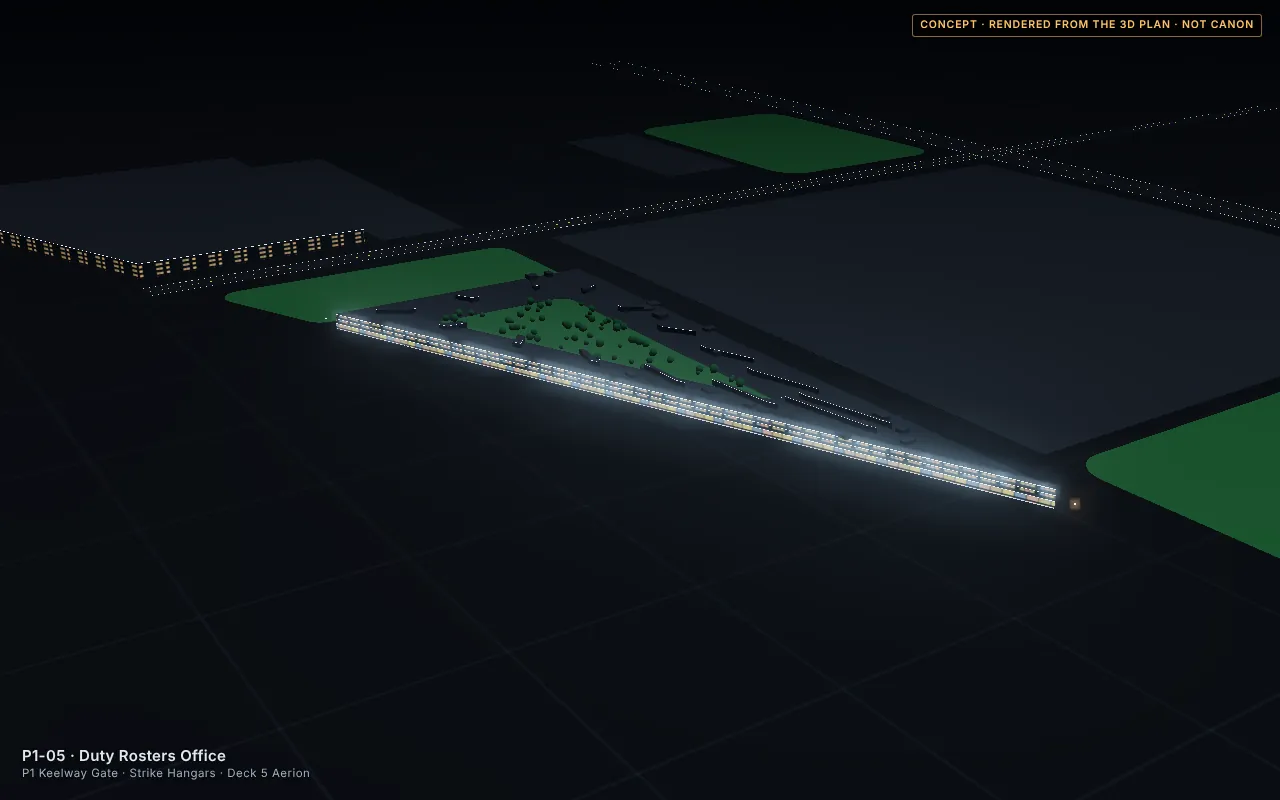 CONCEPT · RENDERED FROM THE 3D PLAN · NOT CANON
P1-05 · Duty Rosters Office
P1 Keelway Gate · Strike Hangars · Deck 5 Aerion